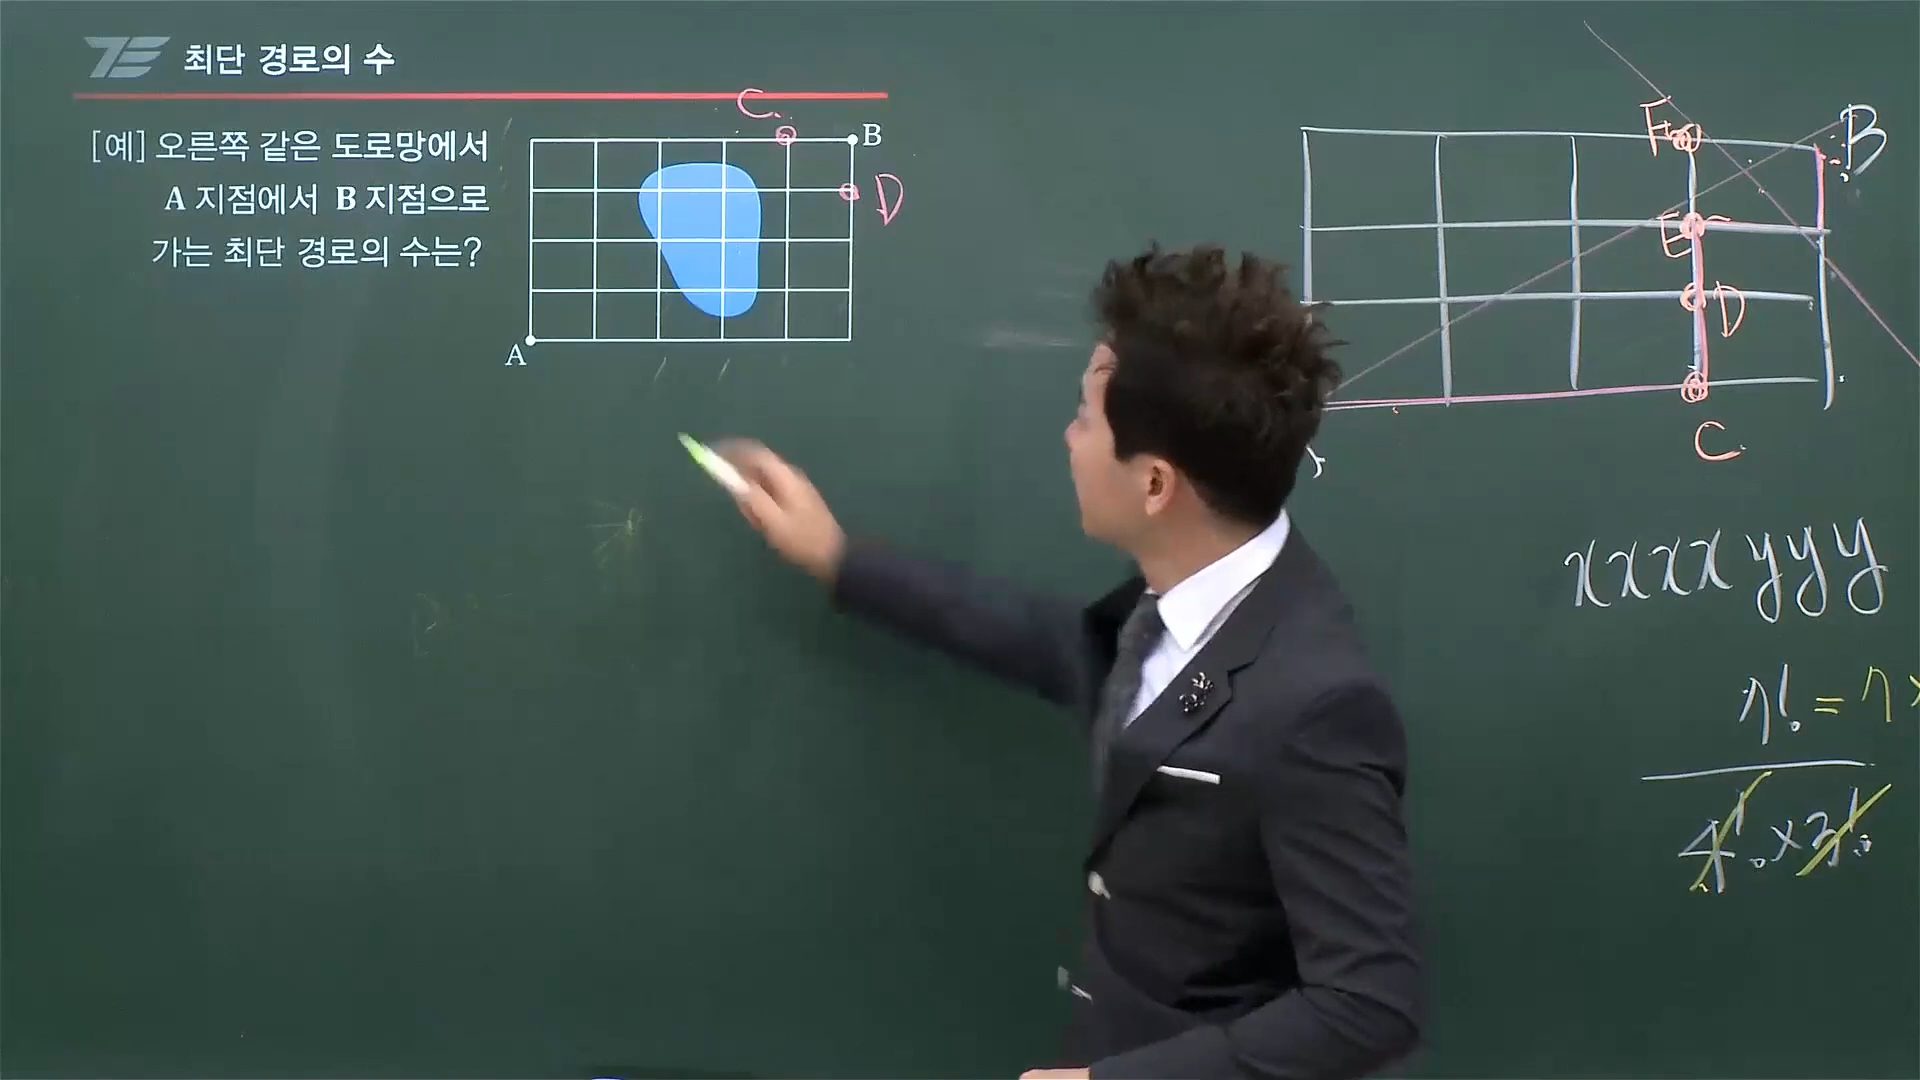 최단 경로의 수
[예] 오른쪽 같은 도로망에서
A 지점에서 B 지점으로
가는 최단 경로의 수는?
C
B
D
A
F
B
E
D
C
xxxx yyy
7! = 7×
4! × 3!